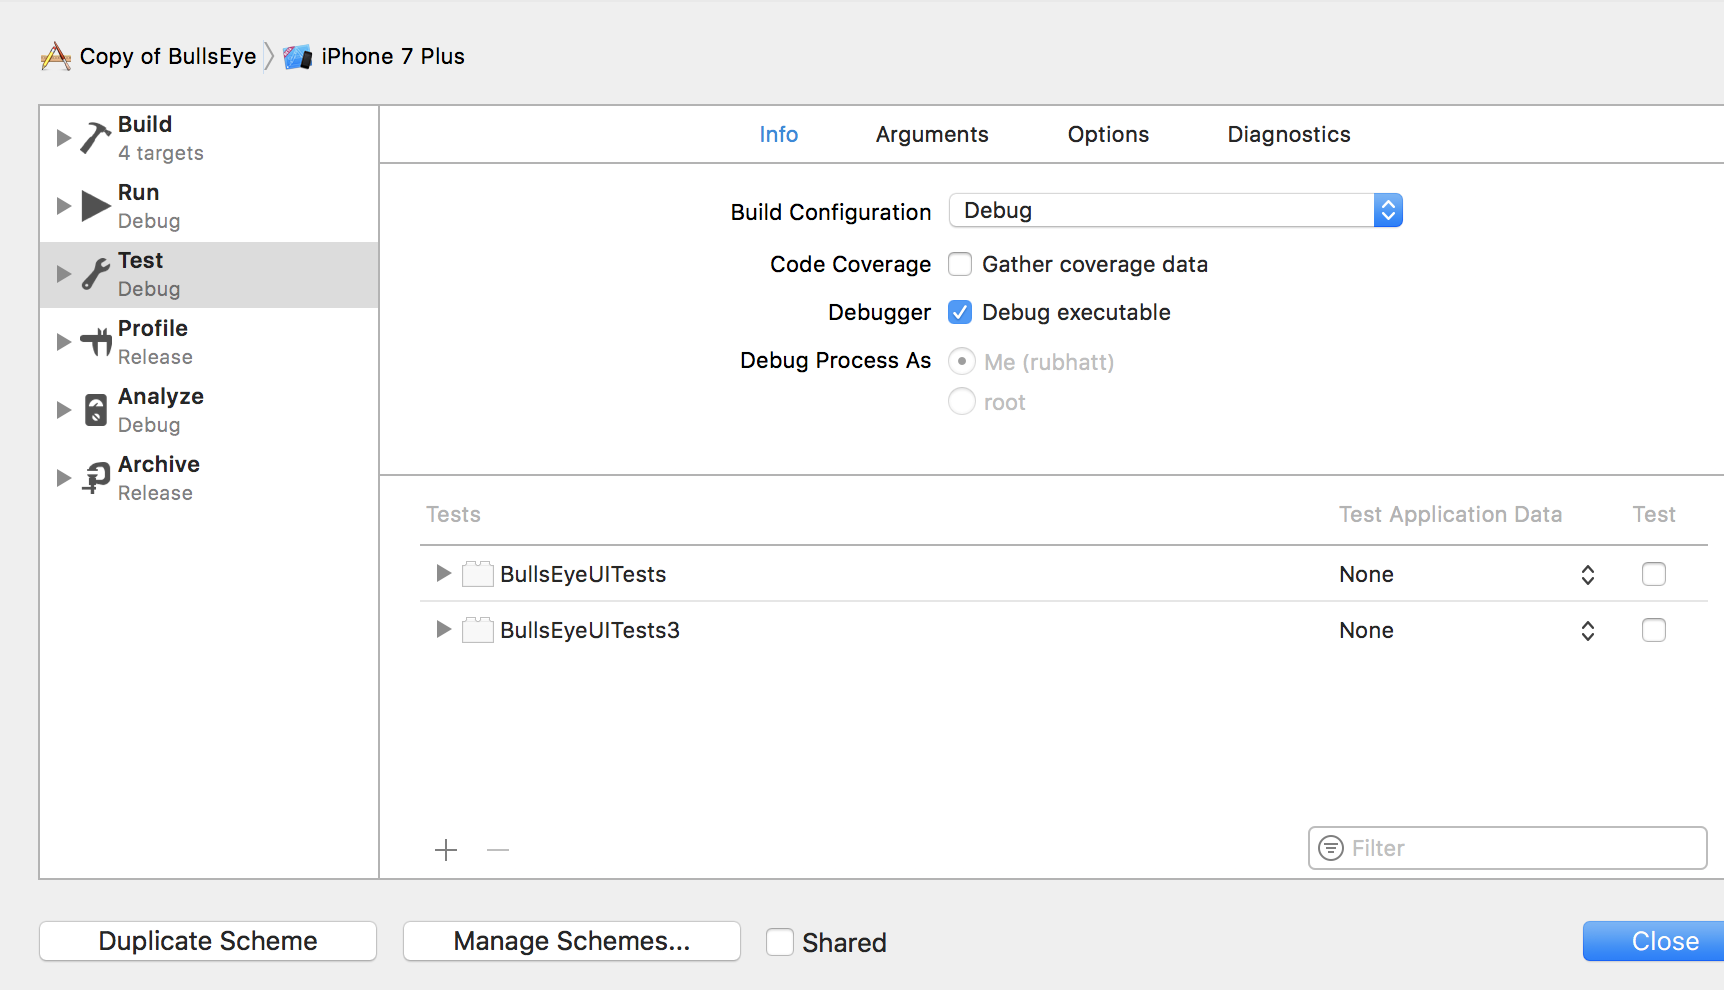 Copy of BullsEye iPhone 7 Plus
Build
4 targets
Run
Debug
Test
Debug
Profile
Release
Analyze
Debug
Archive
Release
Info Arguments Options Diagnostics
Build Configuration Debug
Code Coverage Gather coverage data
Debugger Debug executable
Debug Process As Me (rubhatt)
root
Tests Test Application Data Test
BullsEyeUITests None
BullsEyeUITests3 None
Filter
Duplicate Scheme Manage Schemes... Shared Close